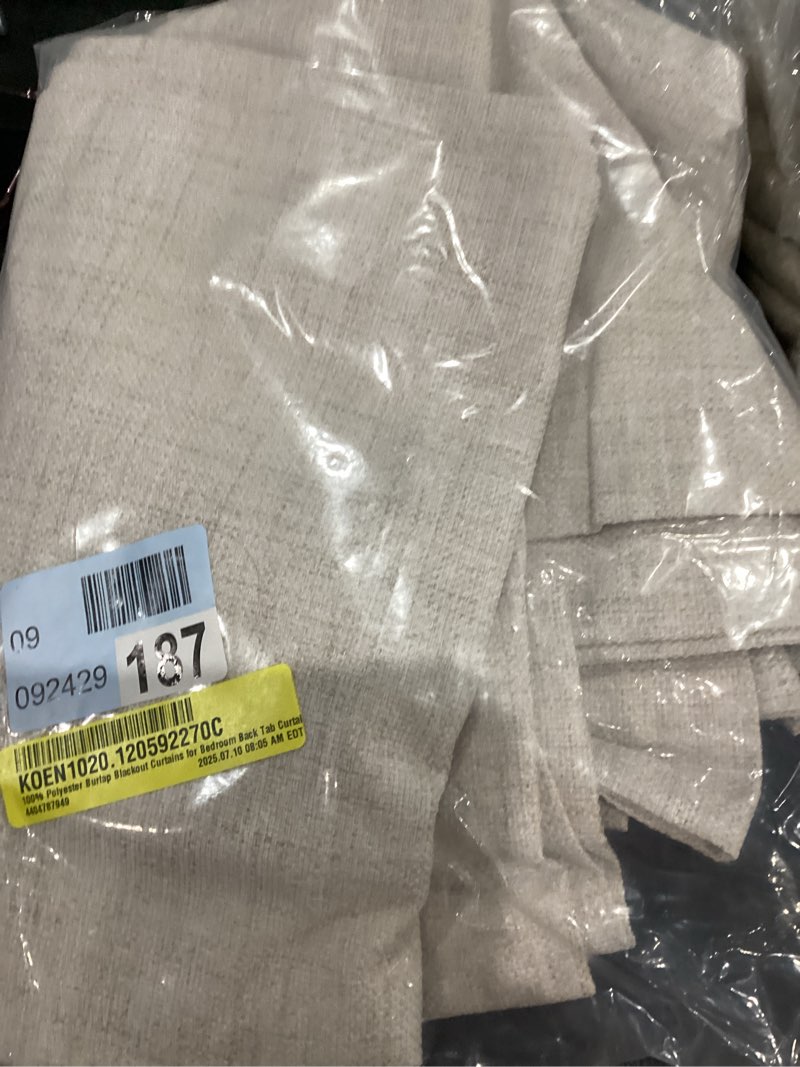 09
092429 187
KOEN1020.120592270C
100% Polyester Burlap Blackout Curtains for Bedroom Back Tab Curtai
2025.07.10 08:05 AM EDT
A464787949